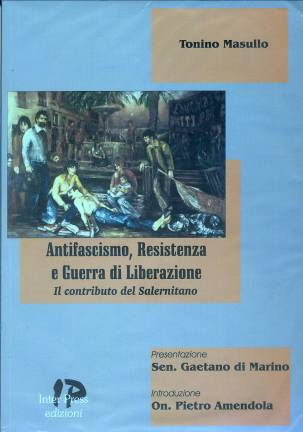 Tonino Masullo
Antifascismo, Resistenza
e Guerra di Liberazione
Il contributo del Salernitano
Presentazione
Sen. Gaetano di Marino
Introduzione
On. Pietro Amendola
Inter Press
edizioni